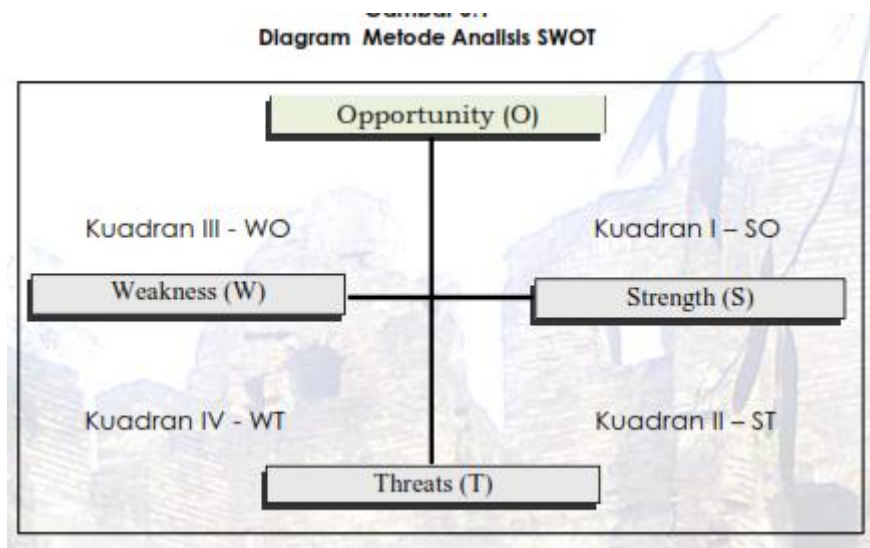 Diagram Metode Analisis SWOT
Opportunity (O)
Kuadran III - WO
Kuadran I – SO
Weakness (W)
Strength (S)
Kuadran IV - WT
Kuadran II – ST
Threats (T)